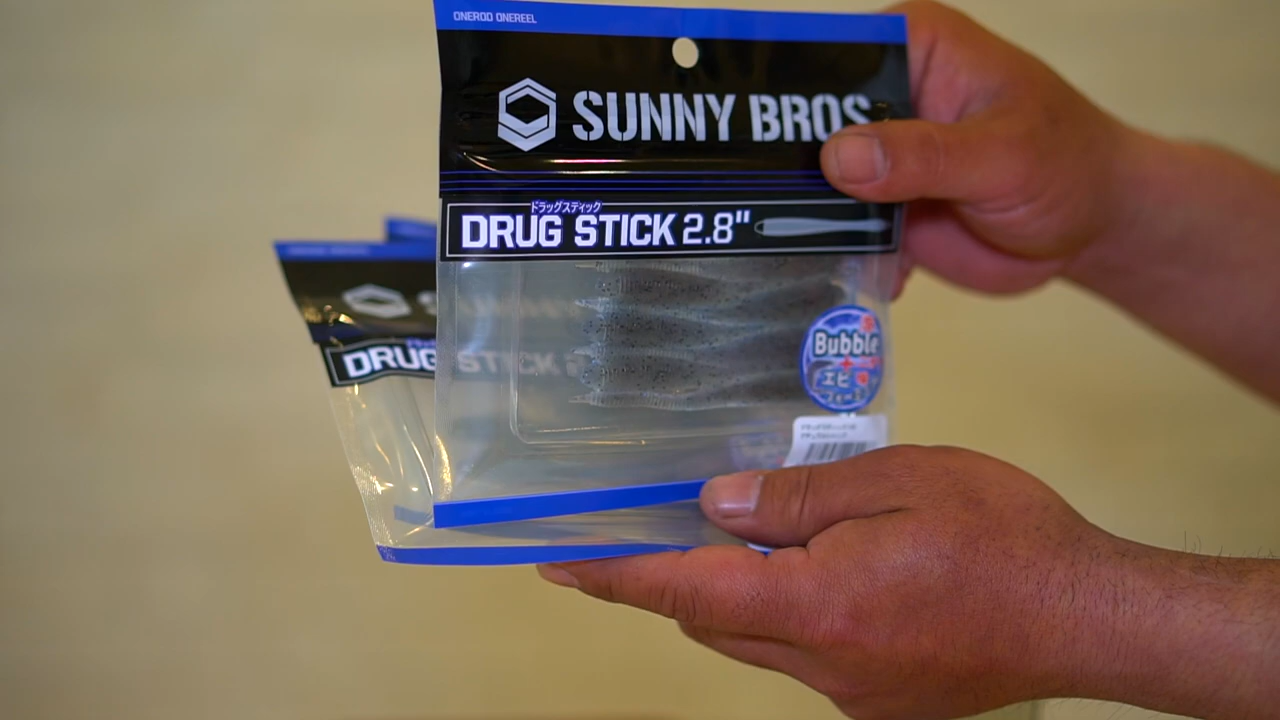 ONEROD ONEREEL
SUNNY BROS
ドラッグスティック
DRUG STICK 2.8"
Bubble
+
エビ
DRUG STICK